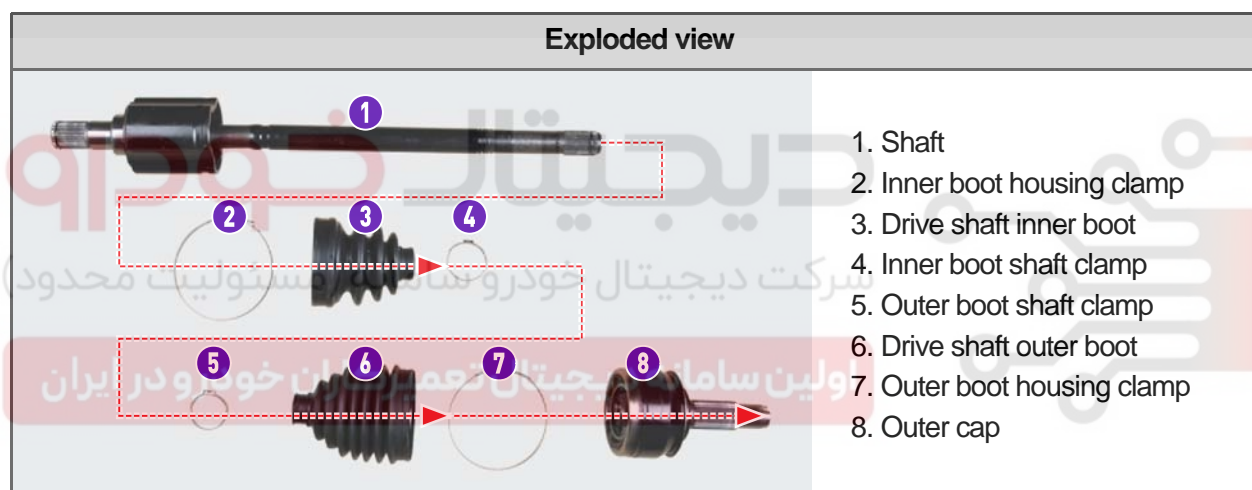 Exploded view
1
دیجیتال خودرو
1. Shaft
2. Inner boot housing clamp
3. Drive shaft inner boot
4. Inner boot shaft clamp
5. Outer boot shaft clamp
6. Drive shaft outer boot
7. Outer boot housing clamp
8. Outer cap
2
3
4
شرکت دیجیتال خودرو سامانه (مسئولیت محدود)
5
6
7
8
اولین سامانه دیجیتال تعمیرکاران خودرو در ایران